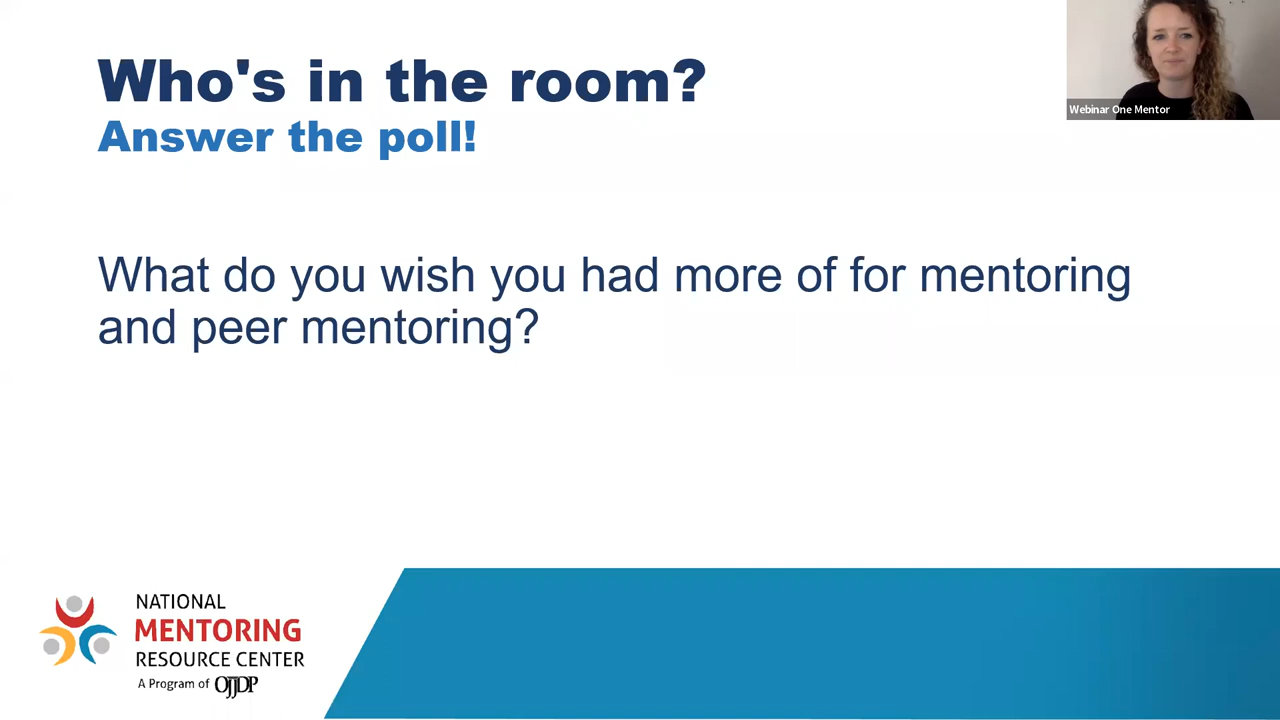 Who's in the room?
Answer the poll!
Webinar One Mentor
What do you wish you had more of for mentoring
and peer mentoring?
NATIONAL
MENTORING
RESOURCE CENTER
A Program of OJJDP